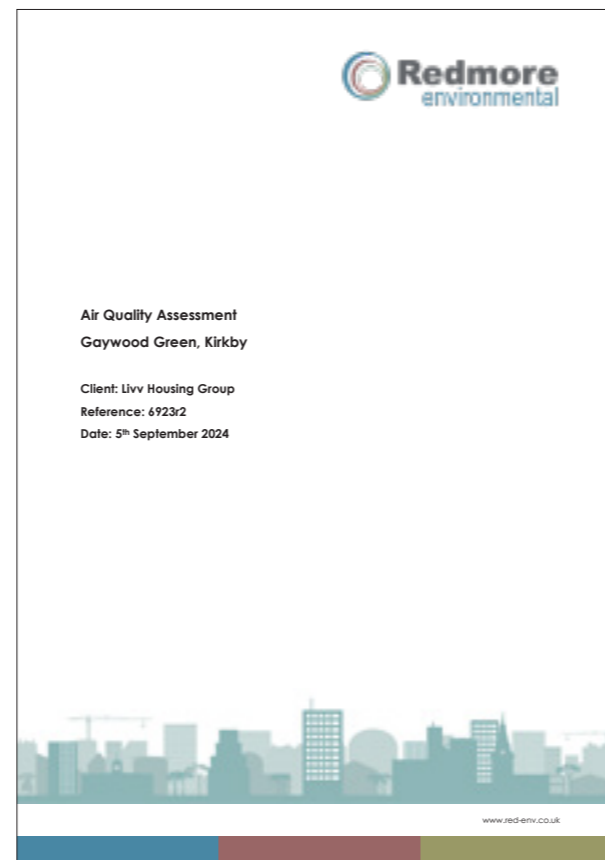 Redmore
environmental
Air Quality Assessment
Gaywood Green, Kirkby
Client: Livv Housing Group
Reference: 6923r2
Date: 5th September 2024
www.red-env.co.uk